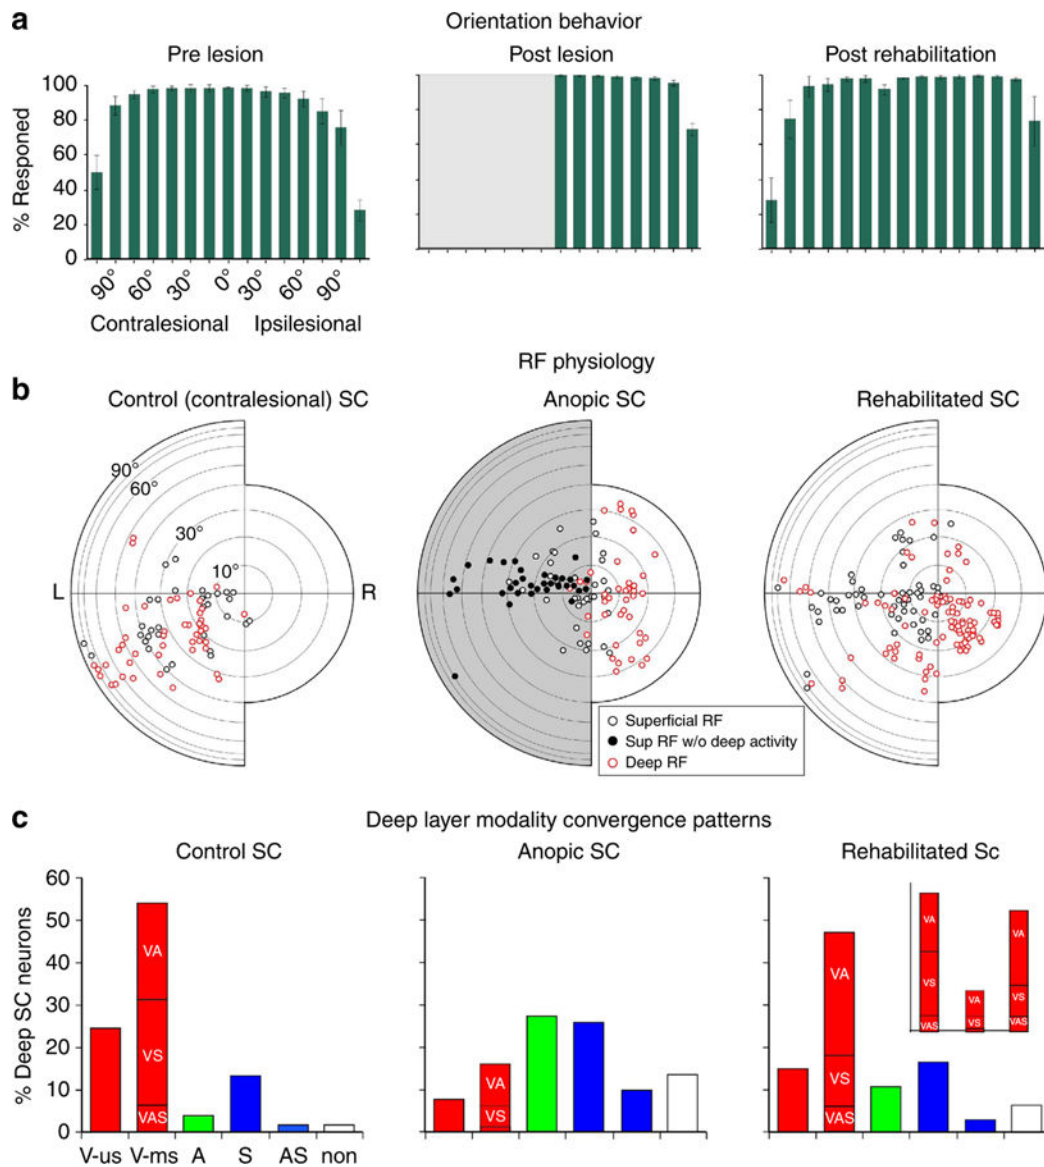 a
Orientation behavior
Pre lesion
Post lesion
Post rehabilitation
% Responed
100
80
60
40
20
0
90° 60° 30° 0° 30° 60° 90°
Contralesional Ipsilesional
RF physiology
b
Control (contralesional) SC
Anopic SC
Rehabilitated SC
90°
60°
30°
10°
L
R
Superficial RF
Sup RF w/o deep activity
Deep RF
c
Deep layer modality convergence patterns
Control SC
Anopic SC
Rehabilitated Sc
% Deep SC neurons
60
50
40
30
20
10
0
VA
VS
VAS
V-us V-ms A S AS non
VA
VS
VA
VS
VAS
VA
VS
VAS
VA
VS
VA
VS
VAS